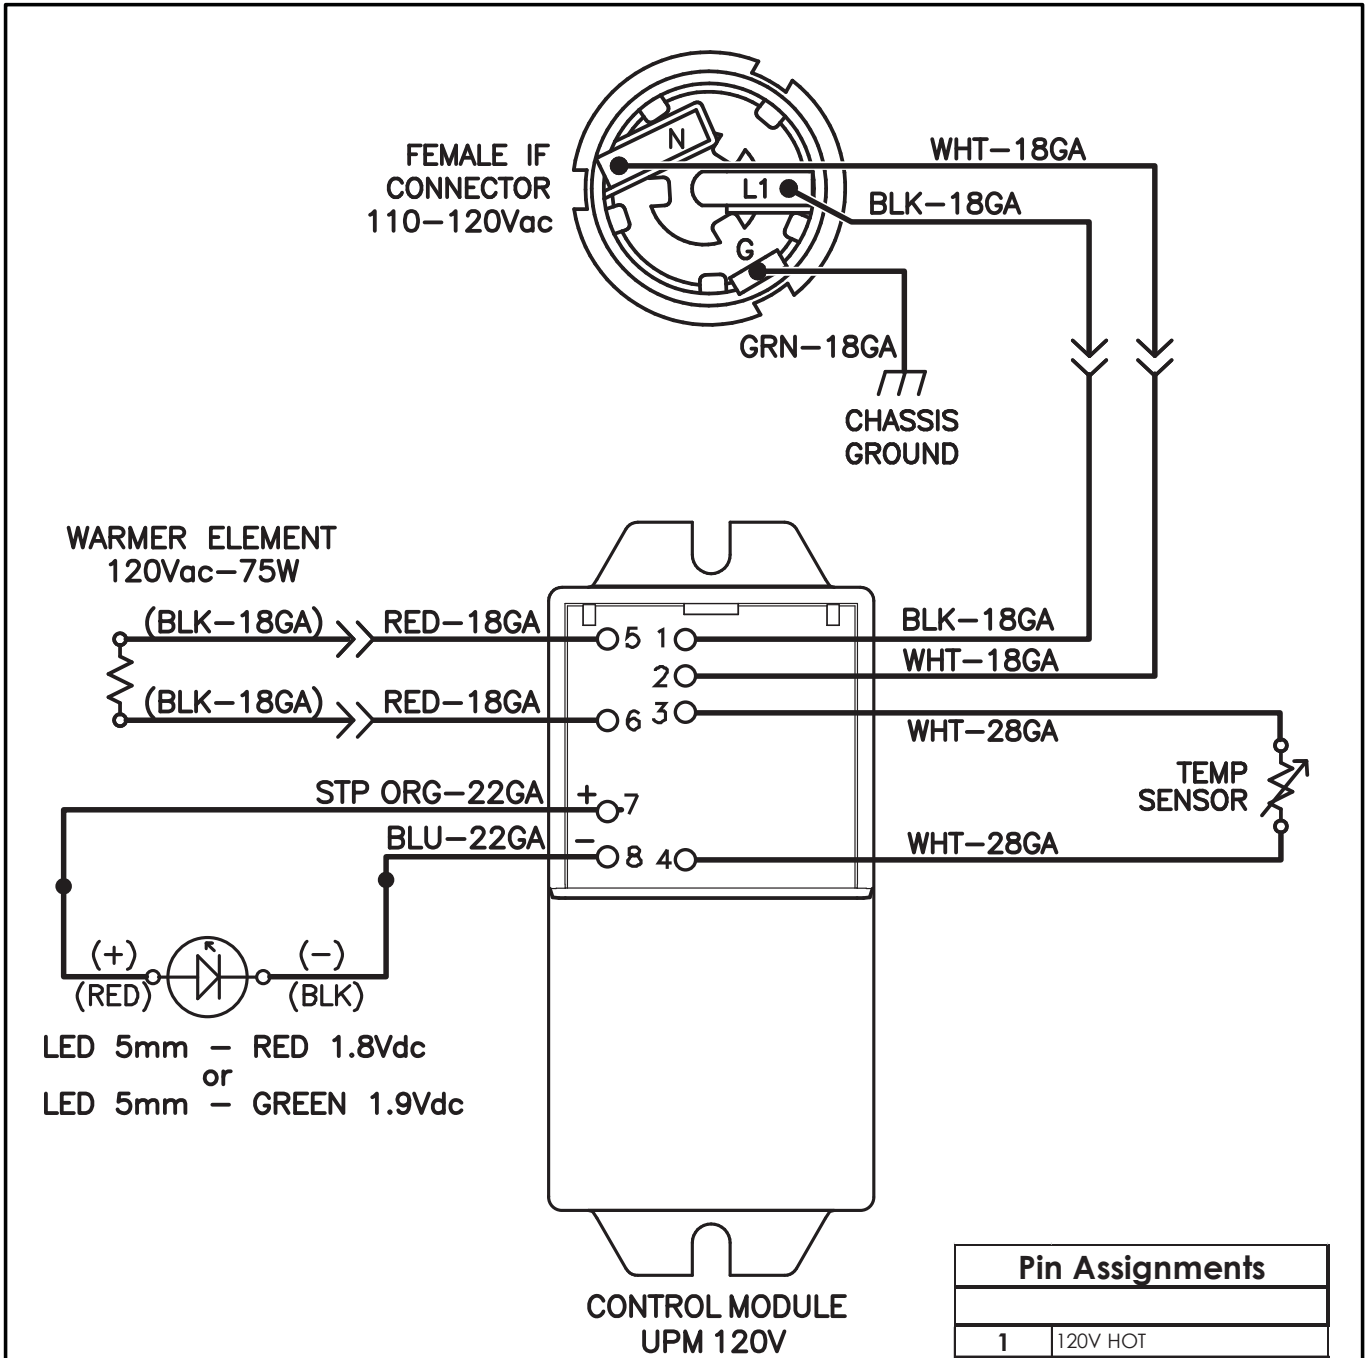 FEMALE IF
CONNECTOR
110-120Vac
N
L1
G
WHT-18GA
BLK-18GA
GRN-18GA
CHASSIS
GROUND
WARMER ELEMENT
120Vac-75W
(BLK-18GA)
RED-18GA
5
1
BLK-18GA
2
WHT-18GA
(BLK-18GA)
RED-18GA
6
3
WHT-28GA
TEMP
SENSOR
STP ORG-22GA
+
7
BLU-22GA
-
8
4
WHT-28GA
(+)
(RED)
(-)
(BLK)
LED 5mm - RED 1.8Vdc
or
LED 5mm - GREEN 1.9Vdc
CONTROL MODULE
UPM 120V
Pin Assignments
1 120V HOT